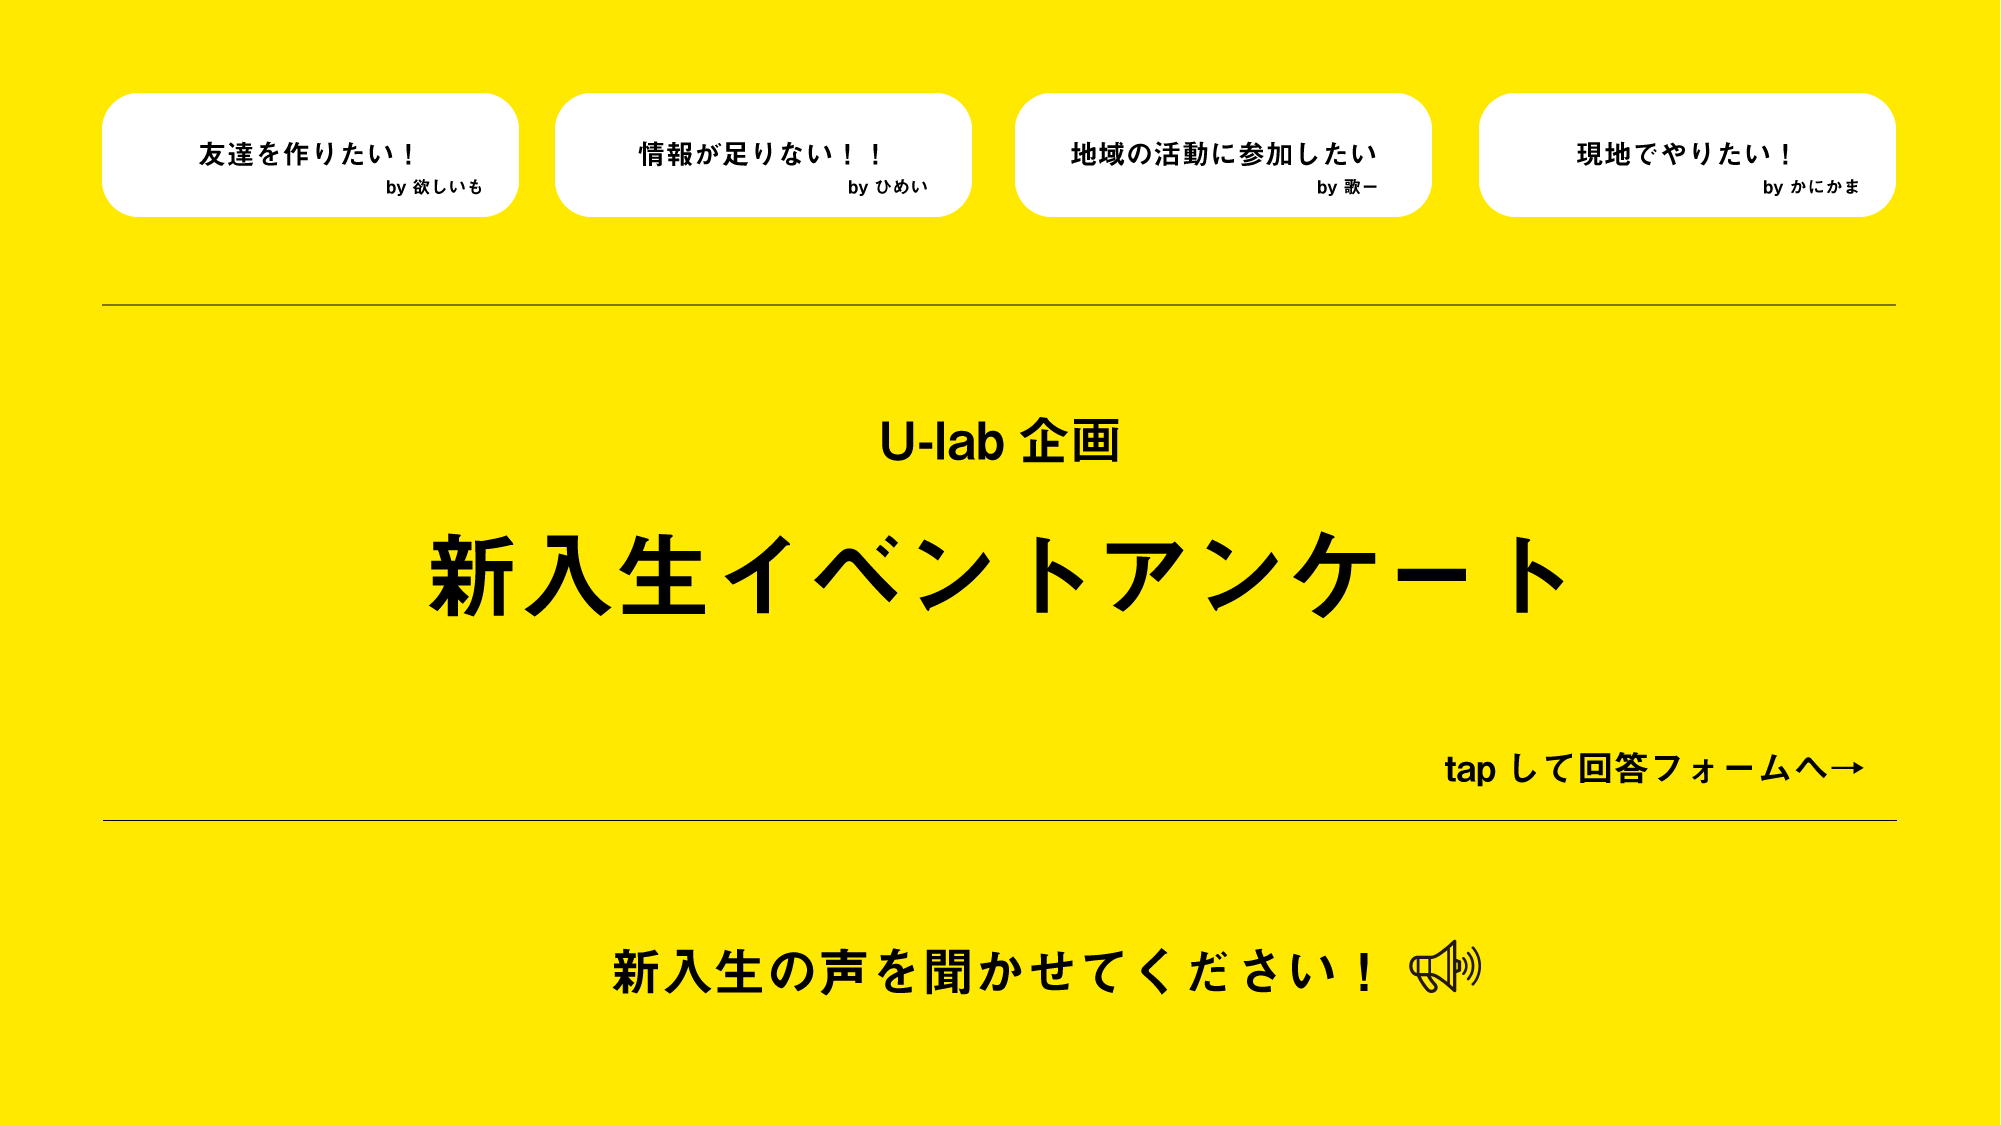 友達を作りたい！
by 欲しいも
情報が足りない！！
by ひめい
地域の活動に参加したい
by 歌一
現地でやりたい！
by かにかま
U-lab 企画
新入生イベントアンケート
tap して回答フォームへ→
新入生の声を聞かせてください！